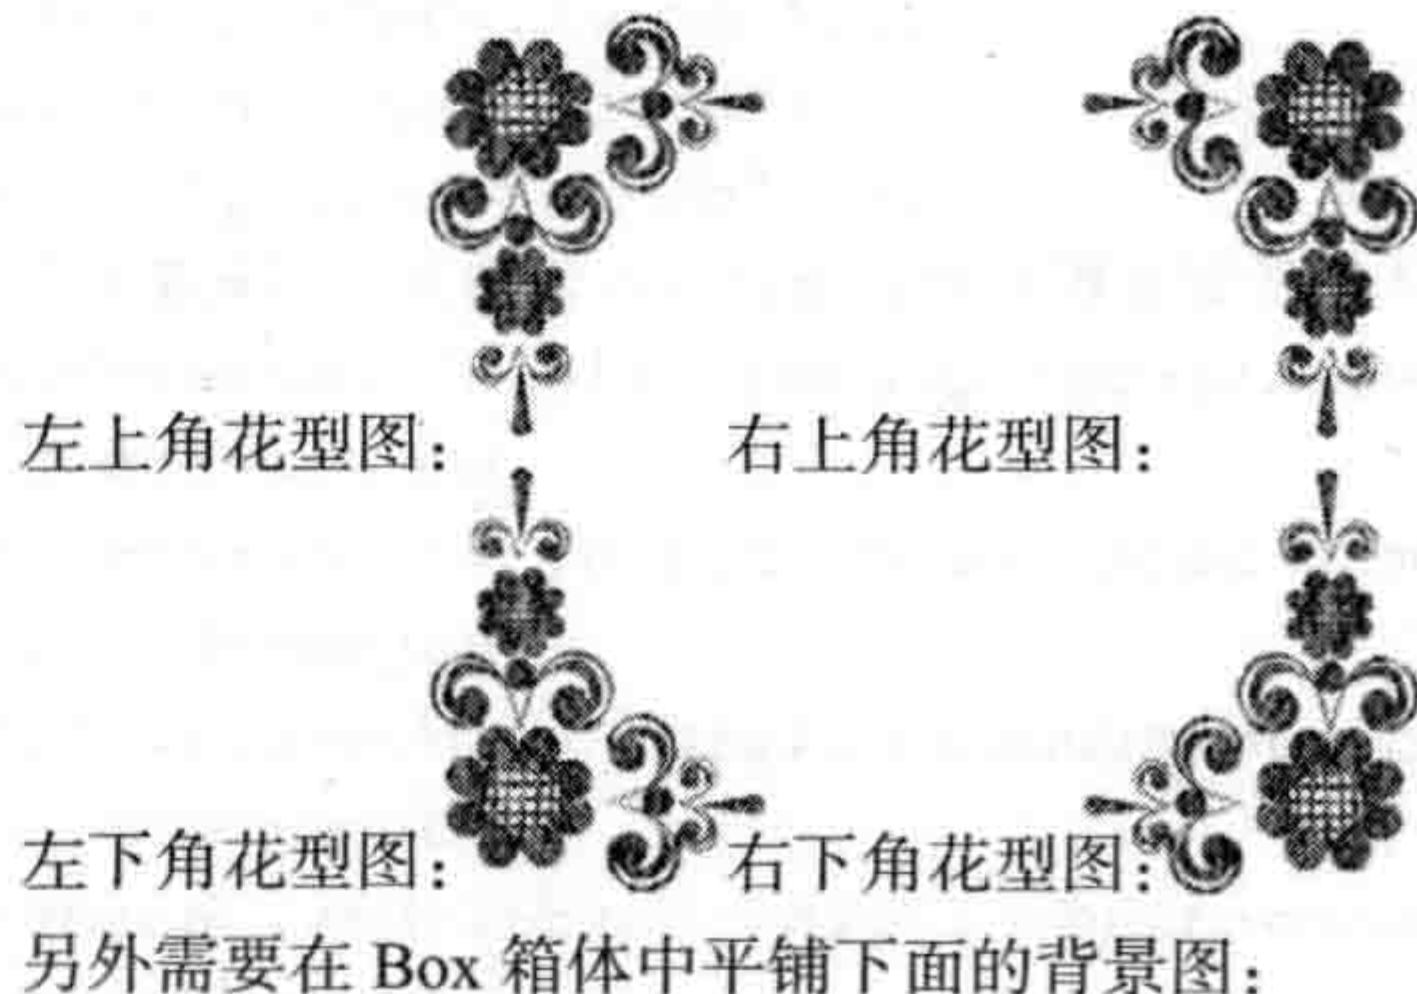 左上角花型图： 右上角花型图：
左下角花型图： 右下角花型图：
另外需要在 Box 箱体中平铺下面的背景图：